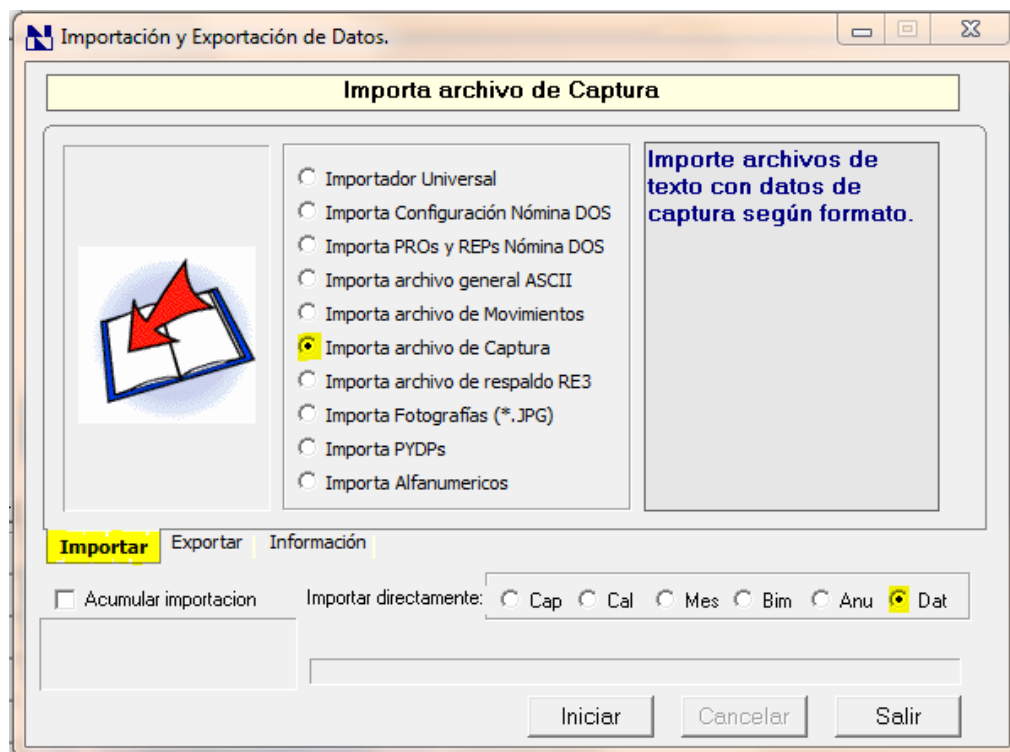 Importación y Exportación de Datos.
Importa archivo de Captura
Importador Universal
Importa Configuración Nómina DOS
Importa PROs y REPs Nómina DOS
Importa archivo general ASCII
Importa archivo de Movimientos
Importa archivo de Captura
Importa archivo de respaldo RE3
Importa Fotografías (*.JPG)
Importa PYDPs
Importa Alfanumericos
Importe archivos de
texto con datos de
captura según formato.
Importar Exportar Información
Acumular importacion Importar directamente: Cap Cal Mes Bim Anu Dat
Iniciar Cancelar Salir